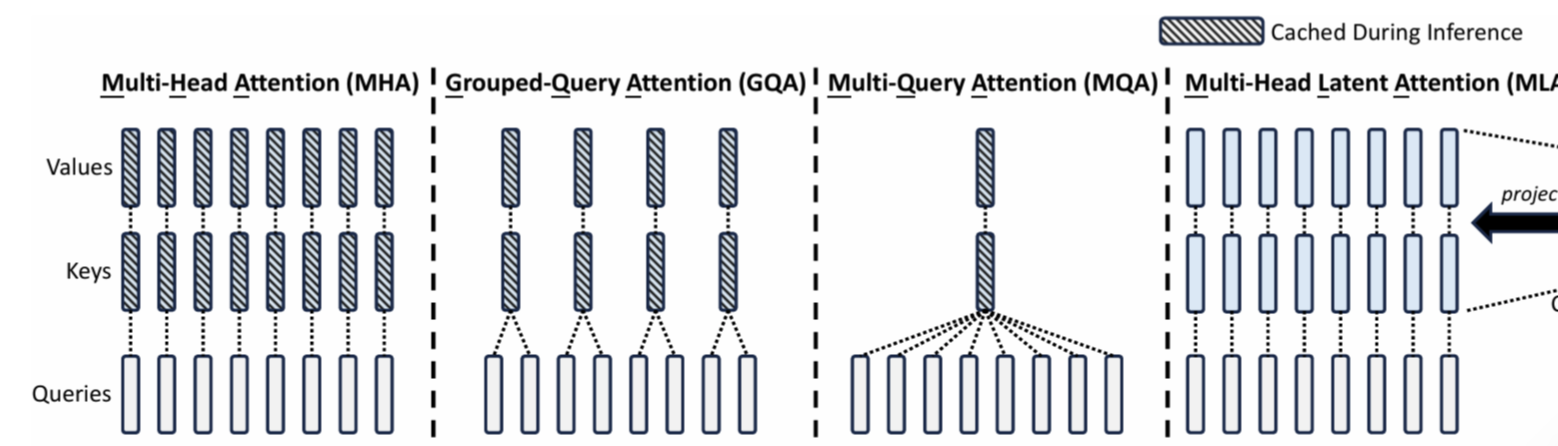 Cached During Inference
Multi-Head Attention (MHA)
Grouped-Query Attention (GQA)
Multi-Query Attention (MQA)
Multi-Head Latent Attention (MLA
Values
projec
Keys
Queries